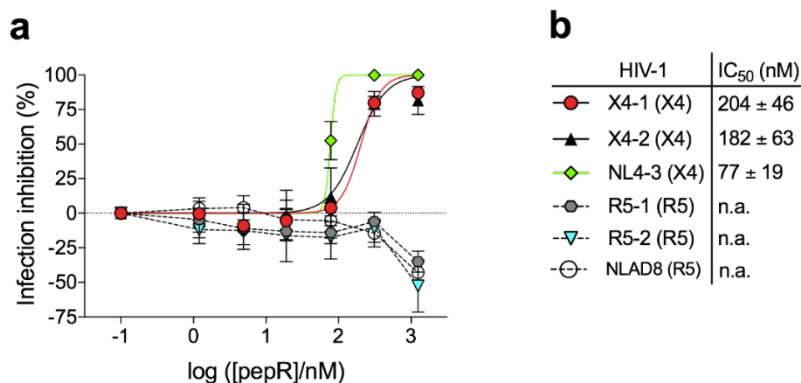 a
Infection inhibition (%)
100
75
50
25
0
-25
-50
-75
-1
0
1
2
3
log ([pepR]/nM)
b
HIV-1 IC50 (nM)
X4-1 (X4) 204 ± 46
X4-2 (X4) 182 ± 63
NL4-3 (X4) 77 ± 19
R5-1 (R5) n.a.
R5-2 (R5) n.a.
NLAD8 (R5) n.a.